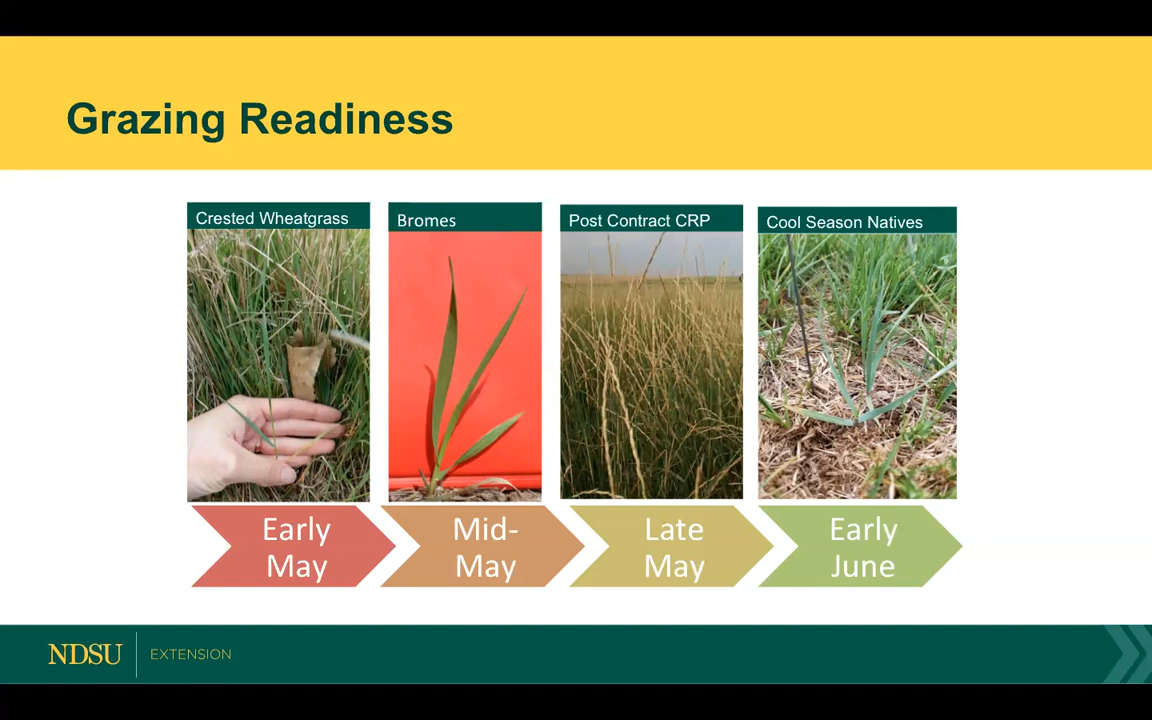 Grazing Readiness
Crested Wheatgrass
Bromes
Post Contract CRP
Cool Season Natives
Early
May
Mid-
May
Late
May
Early
June
NDSU
EXTENSION